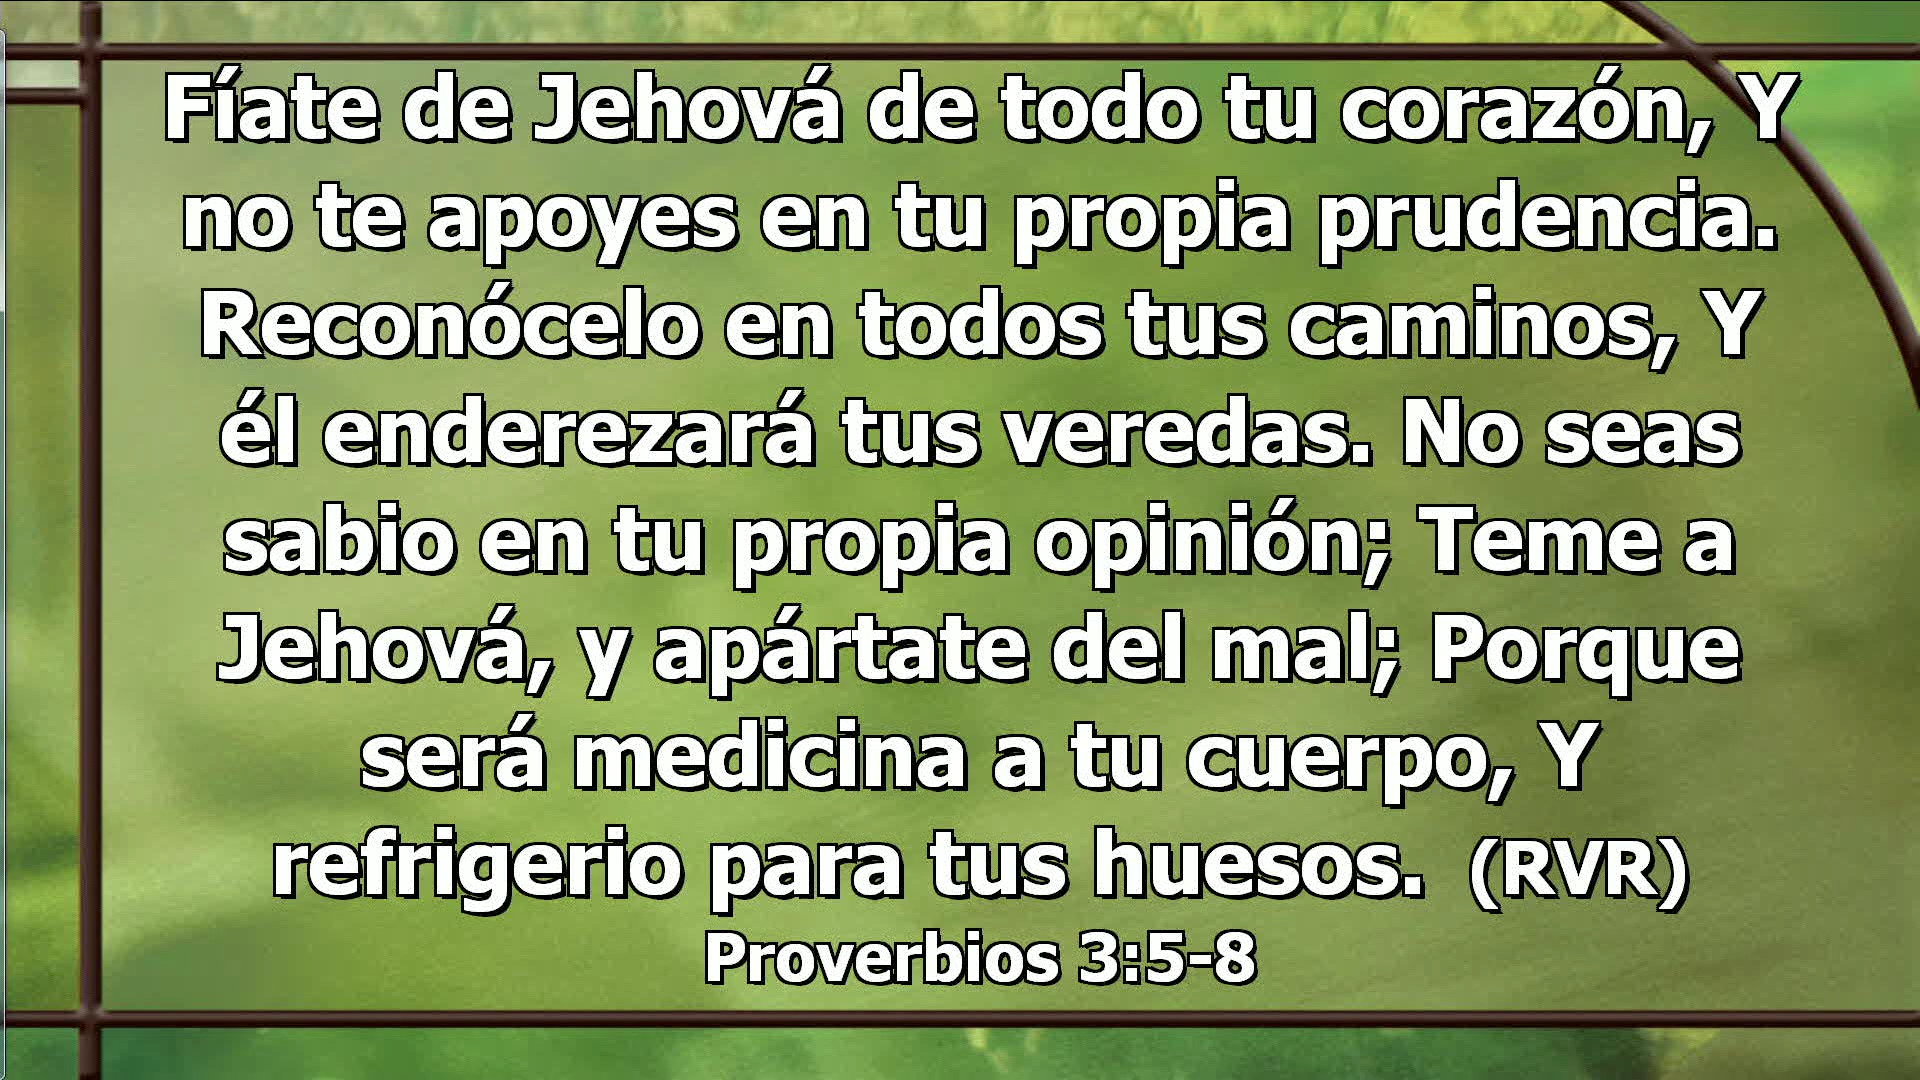 Fíate de Jehová de todo tu corazón, Y
no te apoyes en tu propia prudencia.
Reconócelo en todos tus caminos, Y
él enderezará tus veredas. No seas
sabio en tu propia opinión; Teme a
Jehová, y apártate del mal; Porque
será medicina a tu cuerpo, Y
refrigerio para tus huesos. (RVR)
Proverbios 3:5-8